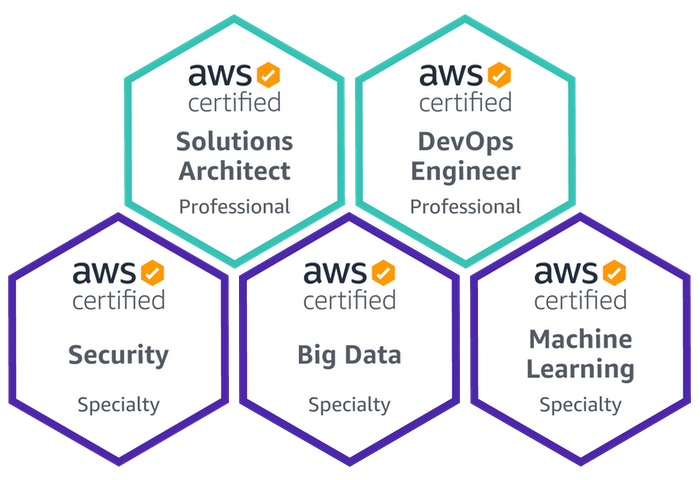 aws
certified
Solutions
Architect
Professional
aws
certified
DevOps
Engineer
Professional
aws
certified
Security
Specialty
aws
certified
Big Data
Specialty
aws
certified
Machine
Learning
Specialty